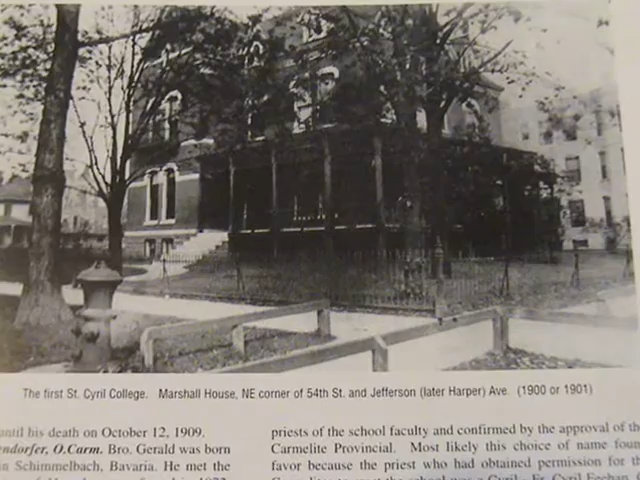 The first St. Cyril College. Marshall House, NE corner of 54th St. and Jefferson (later Harper) Ave. (1900 or 1901)
until his death on October 12, 1909.
endorfer, O.Carm. Bro. Gerald was born
in Schimmelbach, Bavaria. He met the
priests of the school faculty and confirmed by the approval of the
Carmelite Provincial. Most likely this choice of name foun
favor because the priest who had obtained permission for th